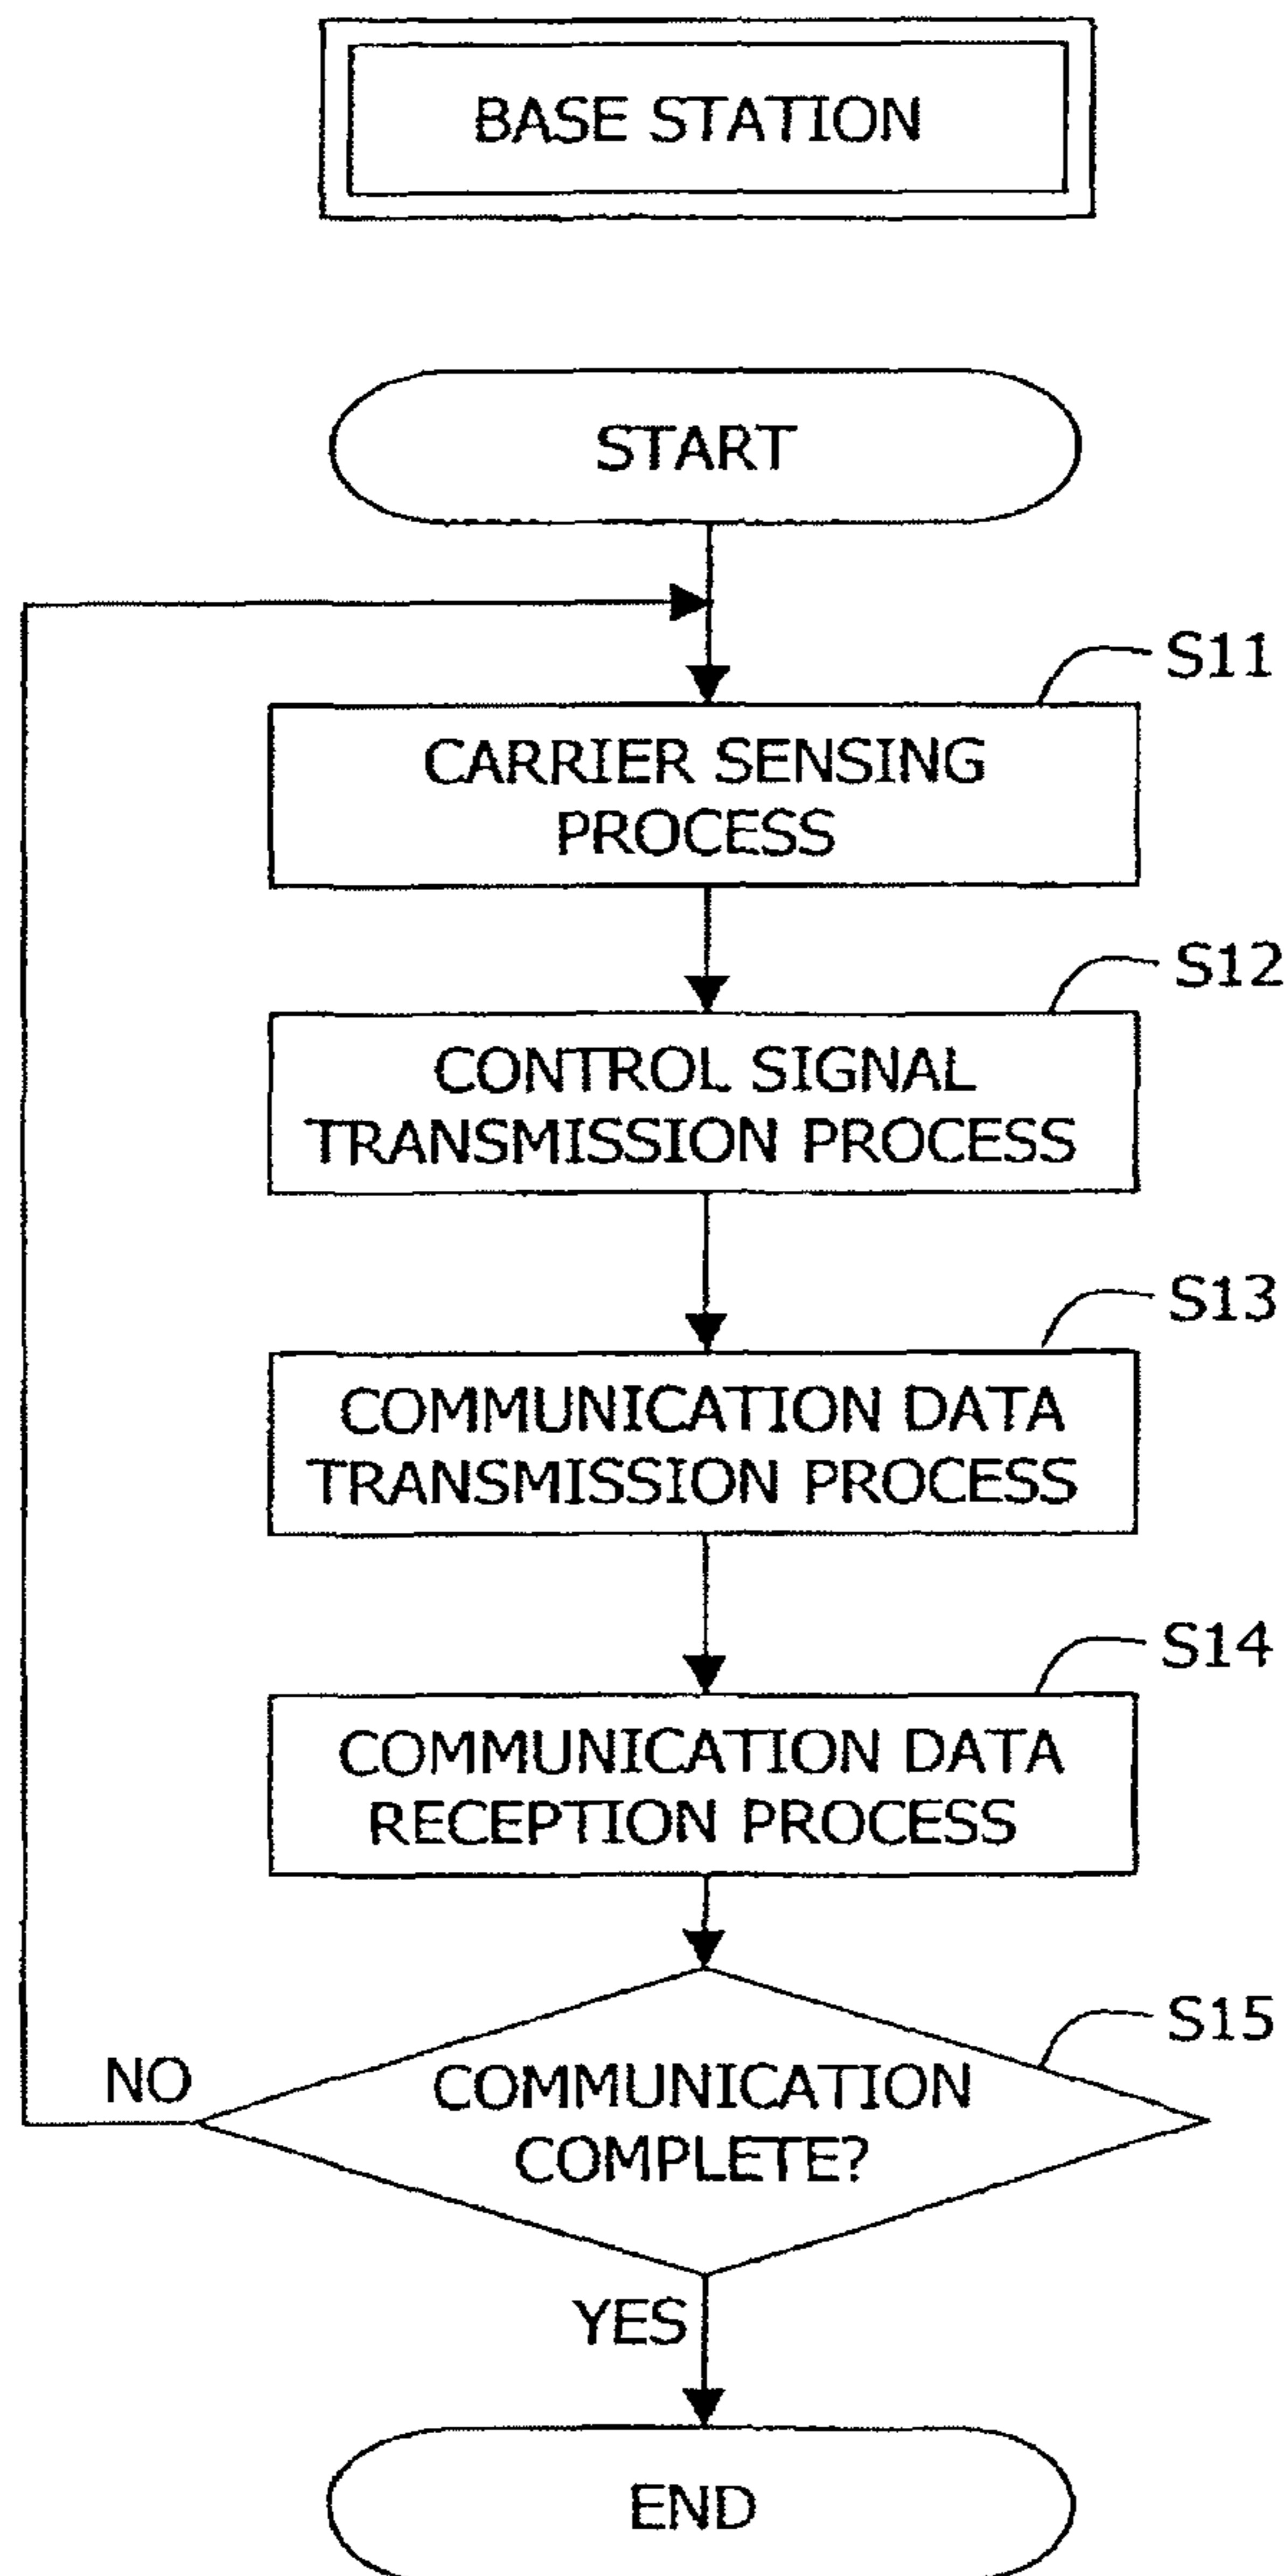 BASE STATION
START
S11
CARRIER SENSING
PROCESS
S12
CONTROL SIGNAL
TRANSMISSION PROCESS
S13
COMMUNICATION DATA
TRANSMISSION PROCESS
S14
COMMUNICATION DATA
RECEPTION PROCESS
S15
NO
COMMUNICATION
COMPLETE?
YES
END